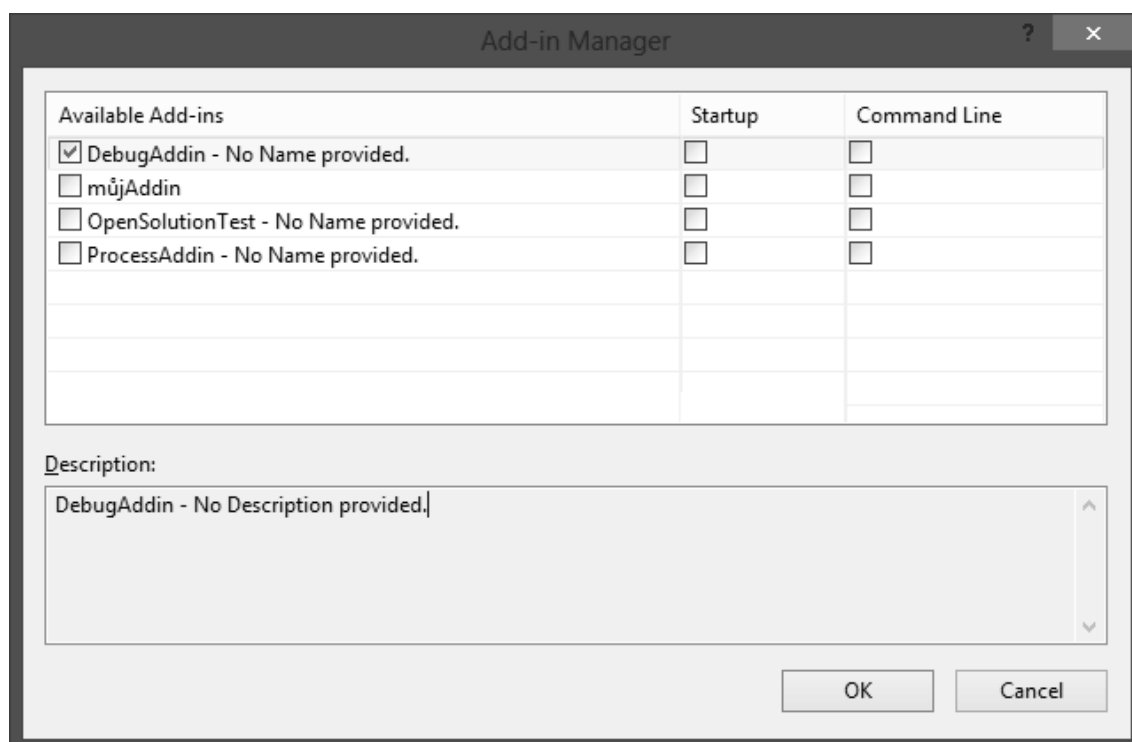 Add-in Manager ? ×
Available Add-ins Startup Command Line
DebugAddin - No Name provided.
můjAddin
OpenSolutionTest - No Name provided.
ProcessAddin - No Name provided.
Description:
DebugAddin - No Description provided.
OK Cancel